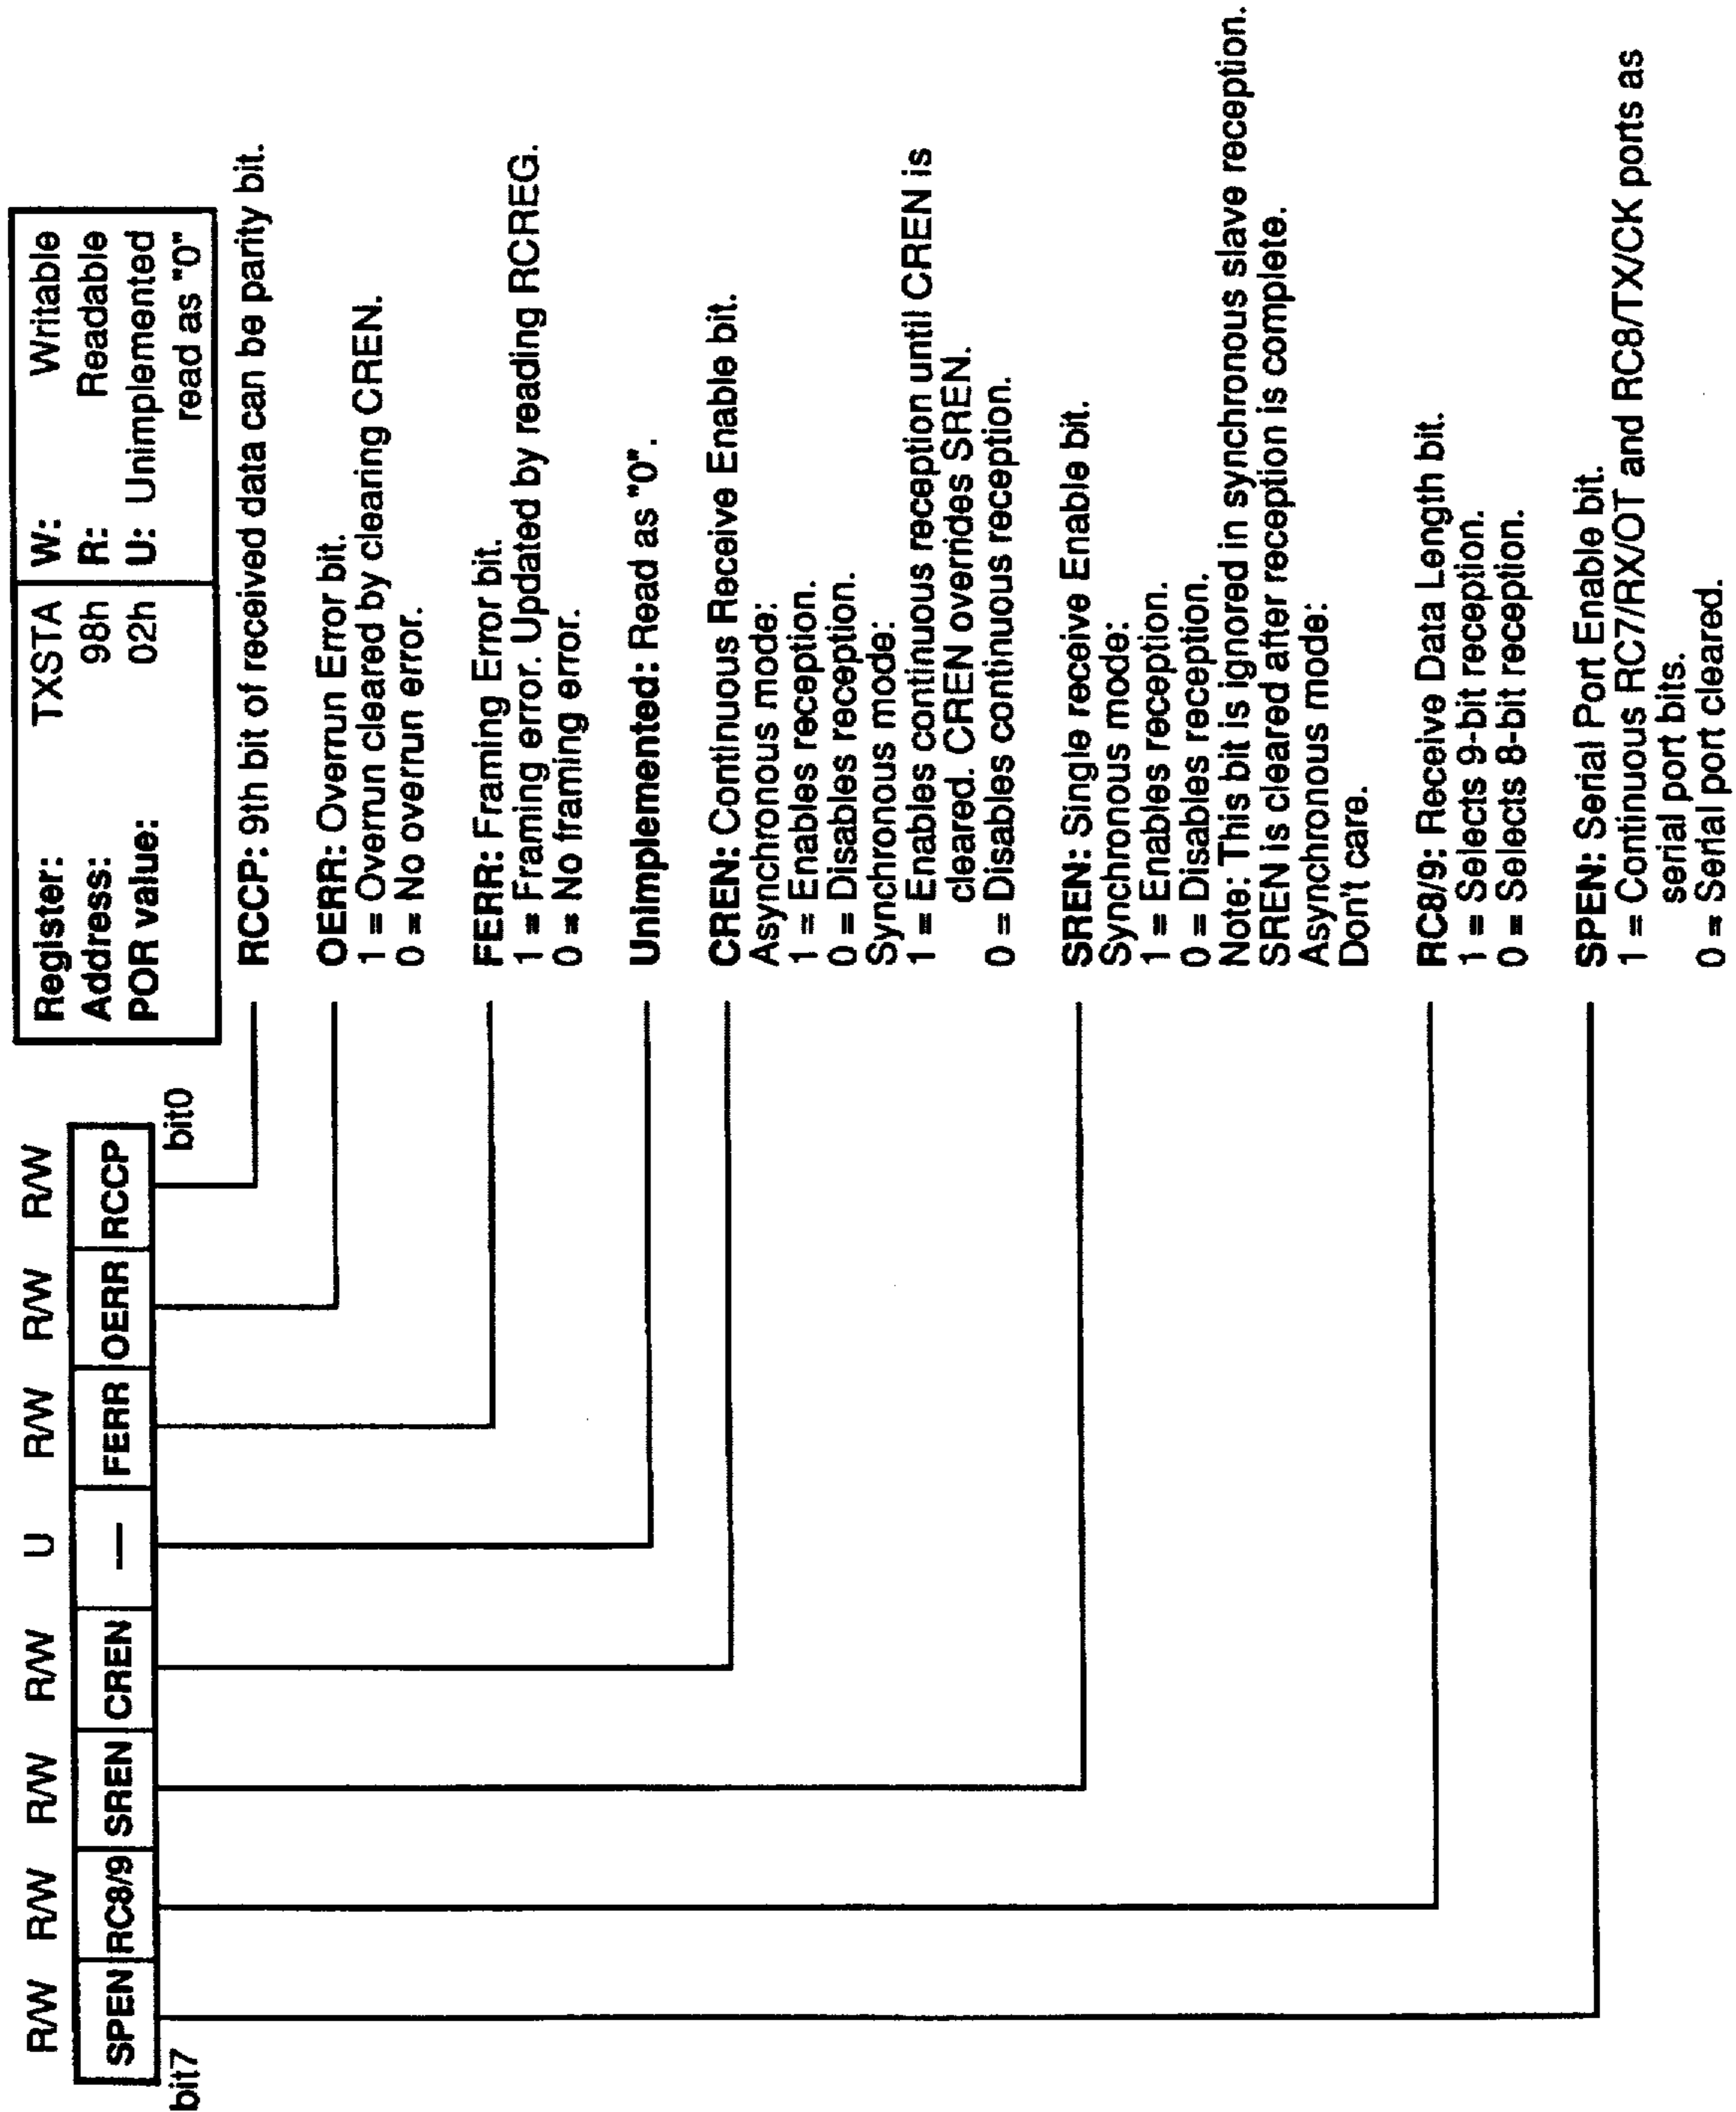 R/W R/W R/W R/W U R/W R/W R/W
SPEN RC8/9 SREN CREN — FERR OERR RCCP
bit7 bit0
Register: TXSTA W: Writable
Address: 98h R: Readable
POR value: 02h U: Unimplemented
read as "0"
RCCP: 9th bit of received data can be parity bit.
OERR: Overrun Error bit.
1 = Overrun cleared by clearing CREN.
0 = No overrun error.
FERR: Framing Error bit.
1 = Framing error. Updated by reading RCREG.
0 = No framing error.
Unimplemented: Read as "0".
CREN: Continuous Receive Enable bit.
Asynchronous mode:
1 = Enables reception.
0 = Disables reception.
Synchronous mode:
1 = Enables continuous reception until CREN is
cleared. CREN overrides SREN.
0 = Disables continuous reception.
SREN: Single receive Enable bit.
Synchronous mode:
1 = Enables reception.
0 = Disables reception.
Note: This bit is ignored in synchronous slave reception.
SREN is cleared after reception is complete.
Asynchronous mode:
Don't care.
RC8/9: Receive Data Length bit.
1 = Selects 9-bit reception.
0 = Selects 8-bit reception.
SPEN: Serial Port Enable bit.
1 = Continuous RC7/RX/OT and RC8/TX/CK ports as
serial port bits.
0 = Serial port cleared.